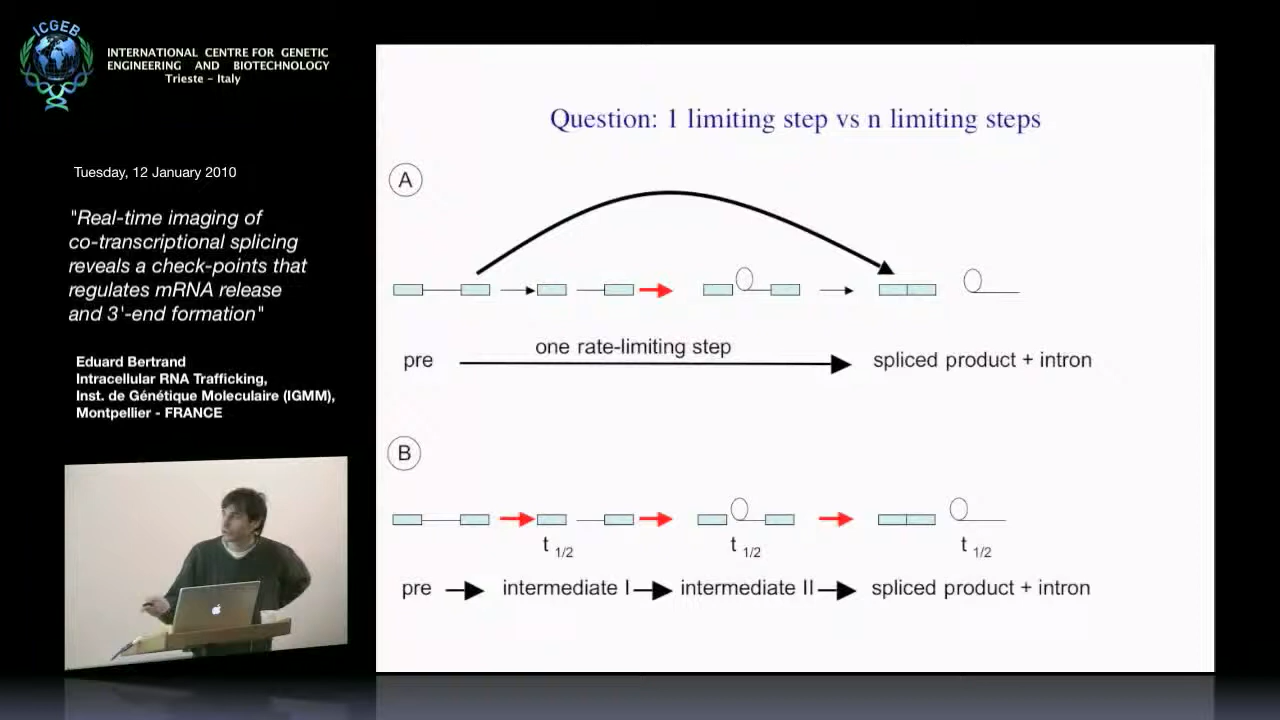 ICGEB
INTERNATIONAL CENTRE FOR GENETIC
ENGINEERING AND BIOTECHNOLOGY
Trieste - Italy
Tuesday, 12 January 2010
"Real-time imaging of
co-transcriptional splicing
reveals a check-points that
regulates mRNA release
and 3'-end formation"
Eduard Bertrand
Intracellular RNA Trafficking,
Inst. de Génétique Moleculaire (IGMM),
Montpellier - FRANCE
Question: 1 limiting step vs n limiting steps
A
one rate-limiting step
pre
spliced product + intron
B
t 1/2
t 1/2
t 1/2
pre
intermediate I
intermediate II
spliced product + intron